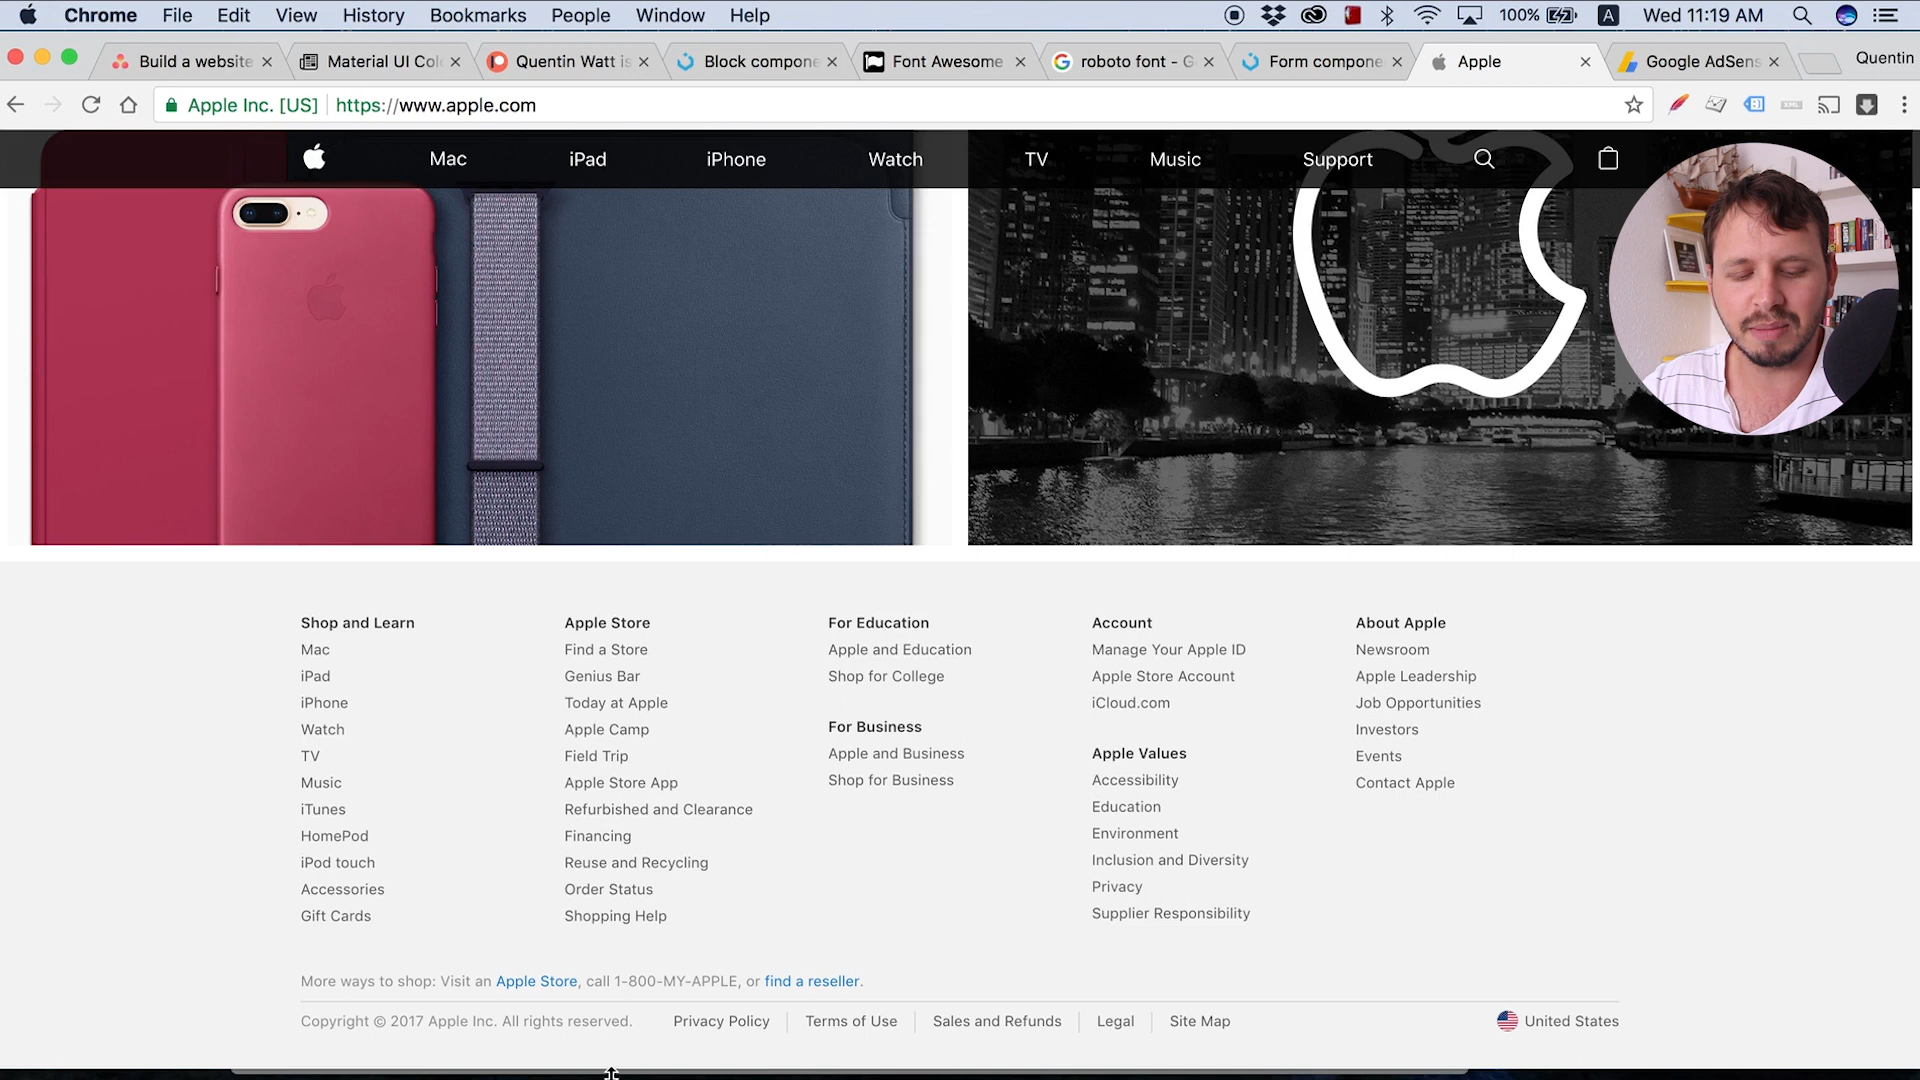 Chrome File Edit View History Bookmarks People Window Help 100% A Wed 11:19 AM
Build a website Material UI Col Quentin Watt is Block compone Font Awesome roboto font - G Form compone Apple Google AdSens Quentin
Apple Inc. [US] https://www.apple.com
Mac iPad iPhone Watch TV Music Support
Shop and Learn
Mac
iPad
iPhone
Watch
TV
Music
iTunes
HomePod
iPod touch
Accessories
Gift Cards
Apple Store
Find a Store
Genius Bar
Today at Apple
Apple Camp
Field Trip
Apple Store App
Refurbished and Clearance
Financing
Reuse and Recycling
Order Status
Shopping Help
For Education
Apple and Education
Shop for College
For Business
Apple and Business
Shop for Business
Account
Manage Your Apple ID
Apple Store Account
iCloud.com
Apple Values
Accessibility
Education
Environment
Inclusion and Diversity
Privacy
Supplier Responsibility
About Apple
Newsroom
Apple Leadership
Job Opportunities
Investors
Events
Contact Apple
More ways to shop: Visit an Apple Store, call 1-800-MY-APPLE, or find a reseller.
Copyright © 2017 Apple Inc. All rights reserved. Privacy Policy Terms of Use Sales and Refunds Legal Site Map United States